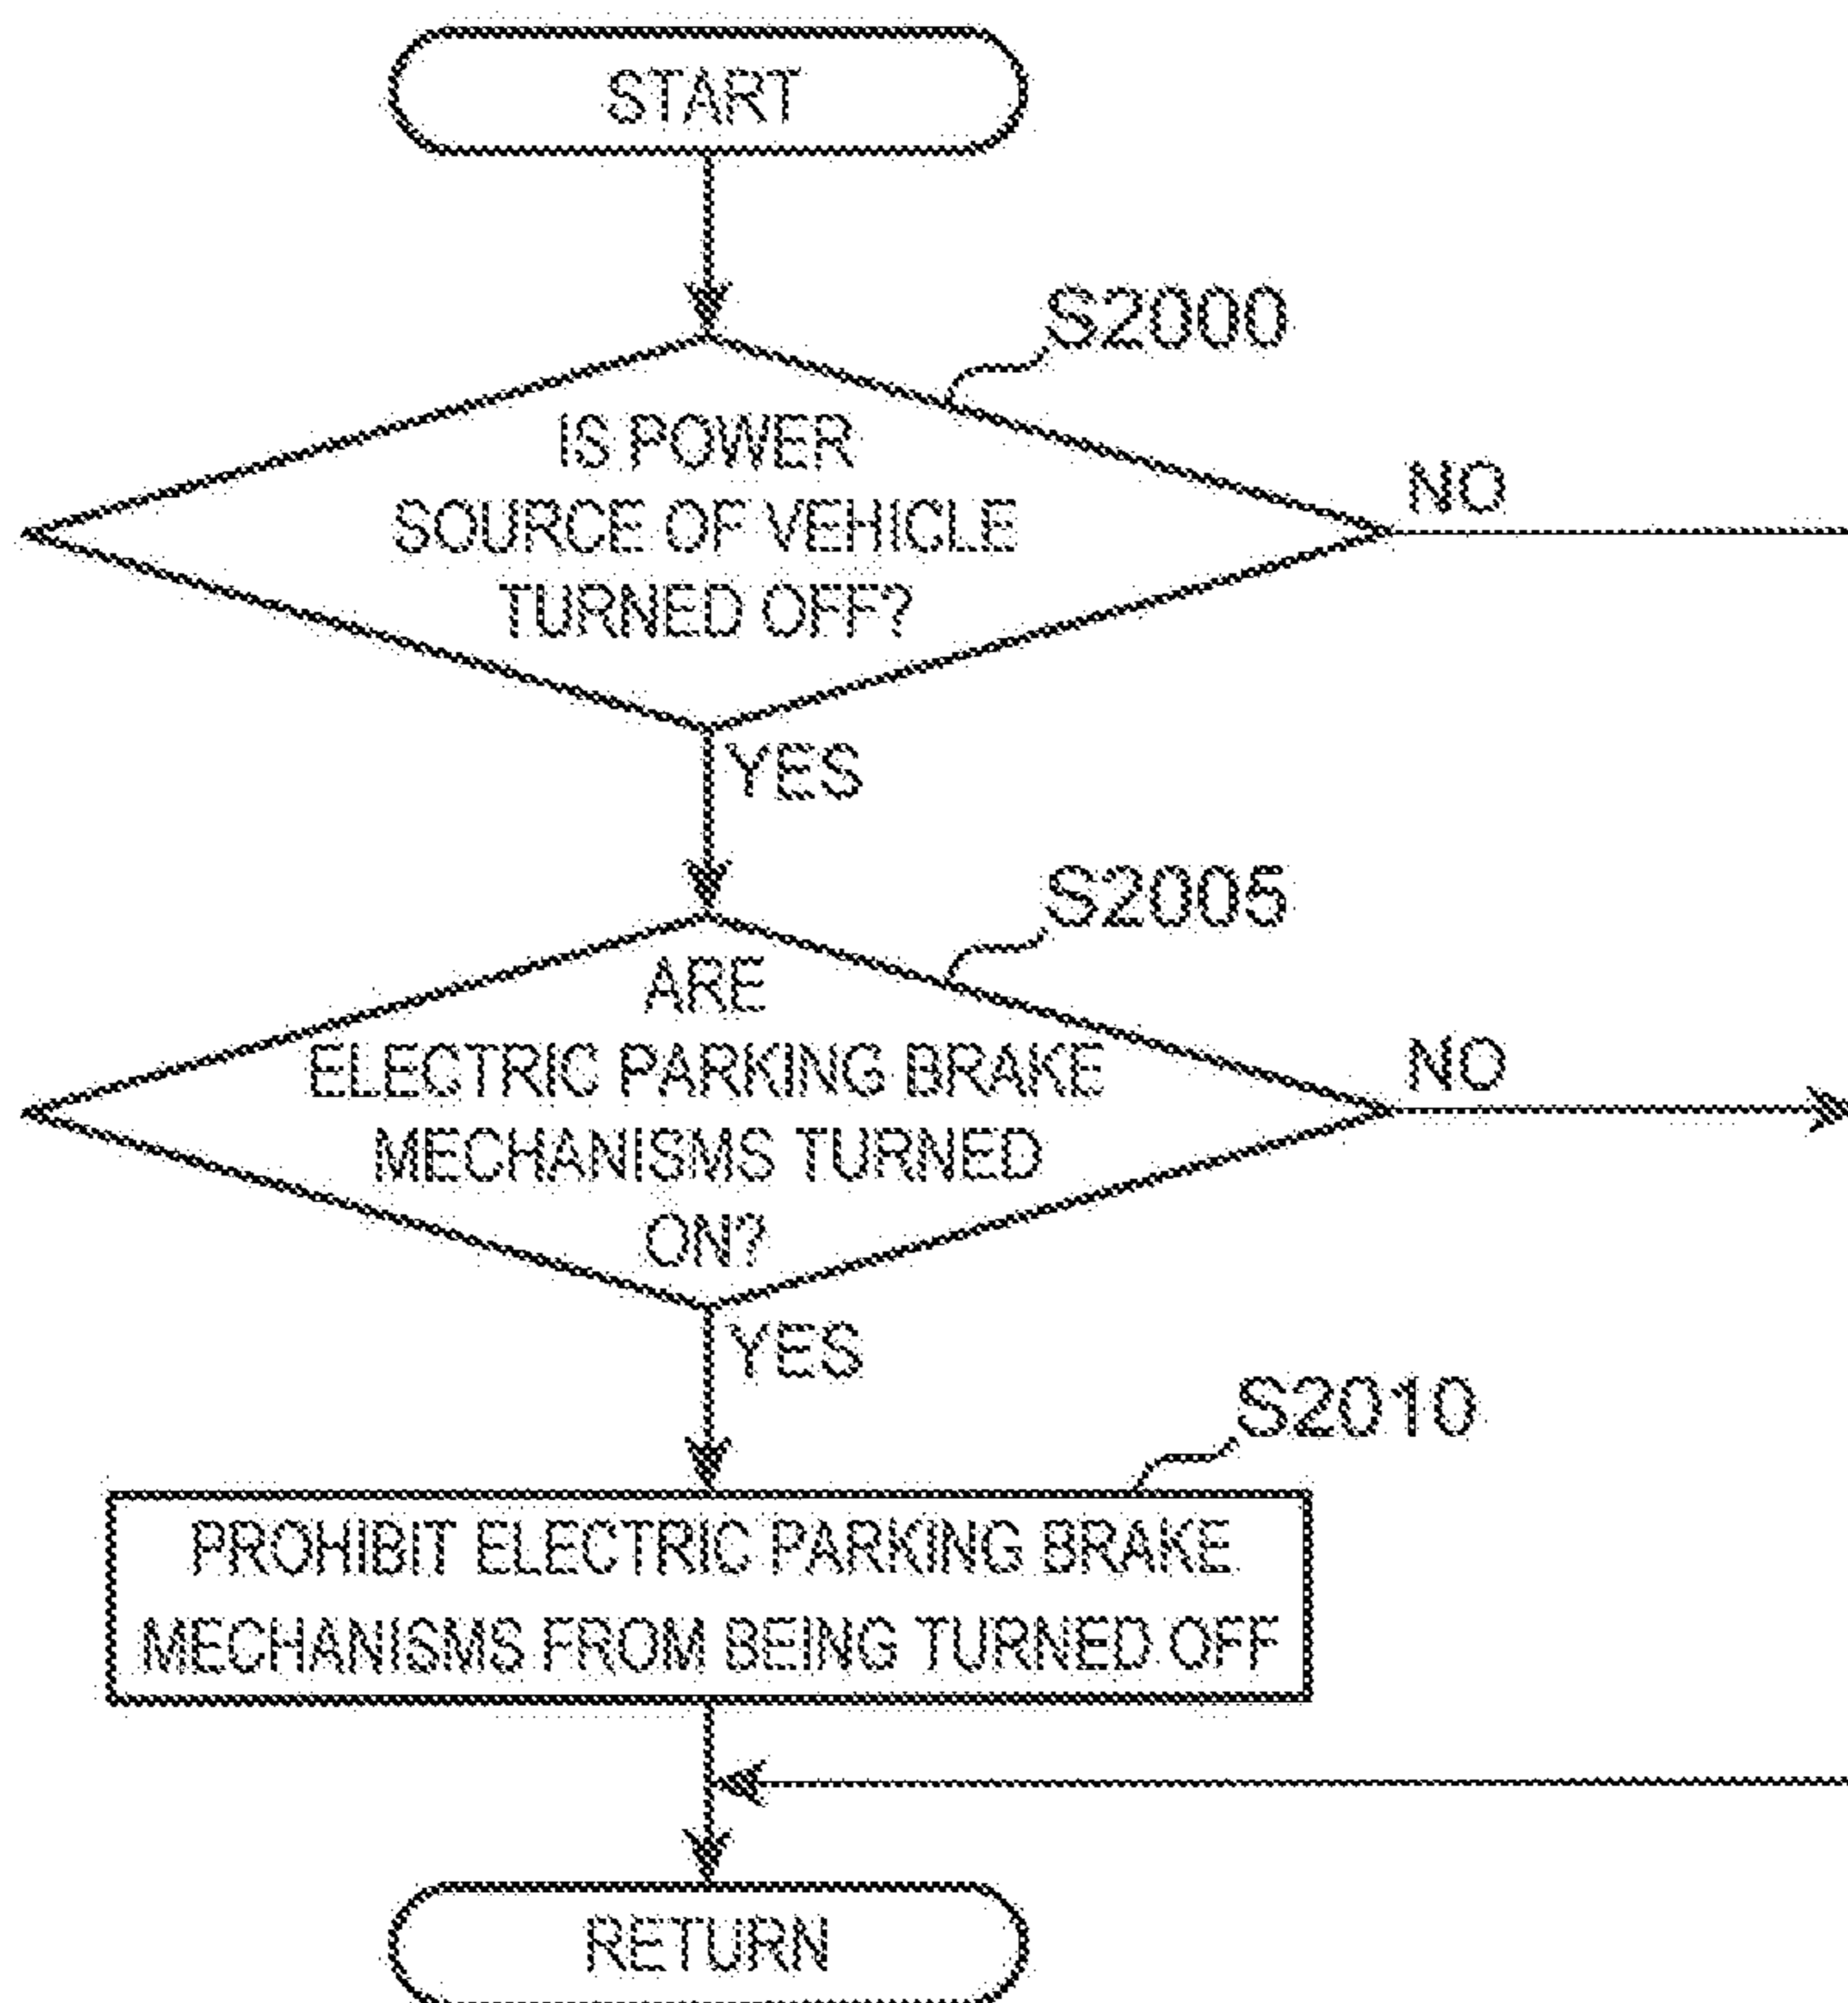 START
S2000
IS POWER
SOURCE OF VEHICLE
TURNED OFF?
NO
YES
S2005
ARE
ELECTRIC PARKING BRAKE
MECHANISMS TURNED
ON?
NO
YES
S2010
PROHIBIT ELECTRIC PARKING BRAKE
MECHANISMS FROM BEING TURNED OFF
RETURN